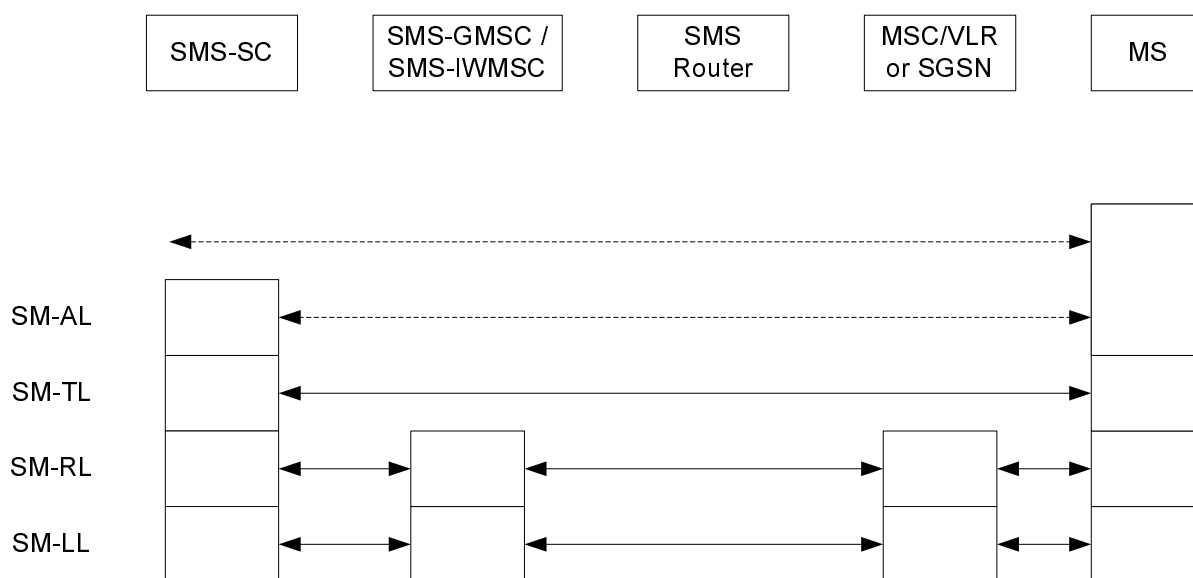 SMS-SC
SMS-GMSC /
SMS-IWMSC
SMS
Router
MSC/VLR
or SGSN
MS
SM-AL
SM-TL
SM-RL
SM-LL